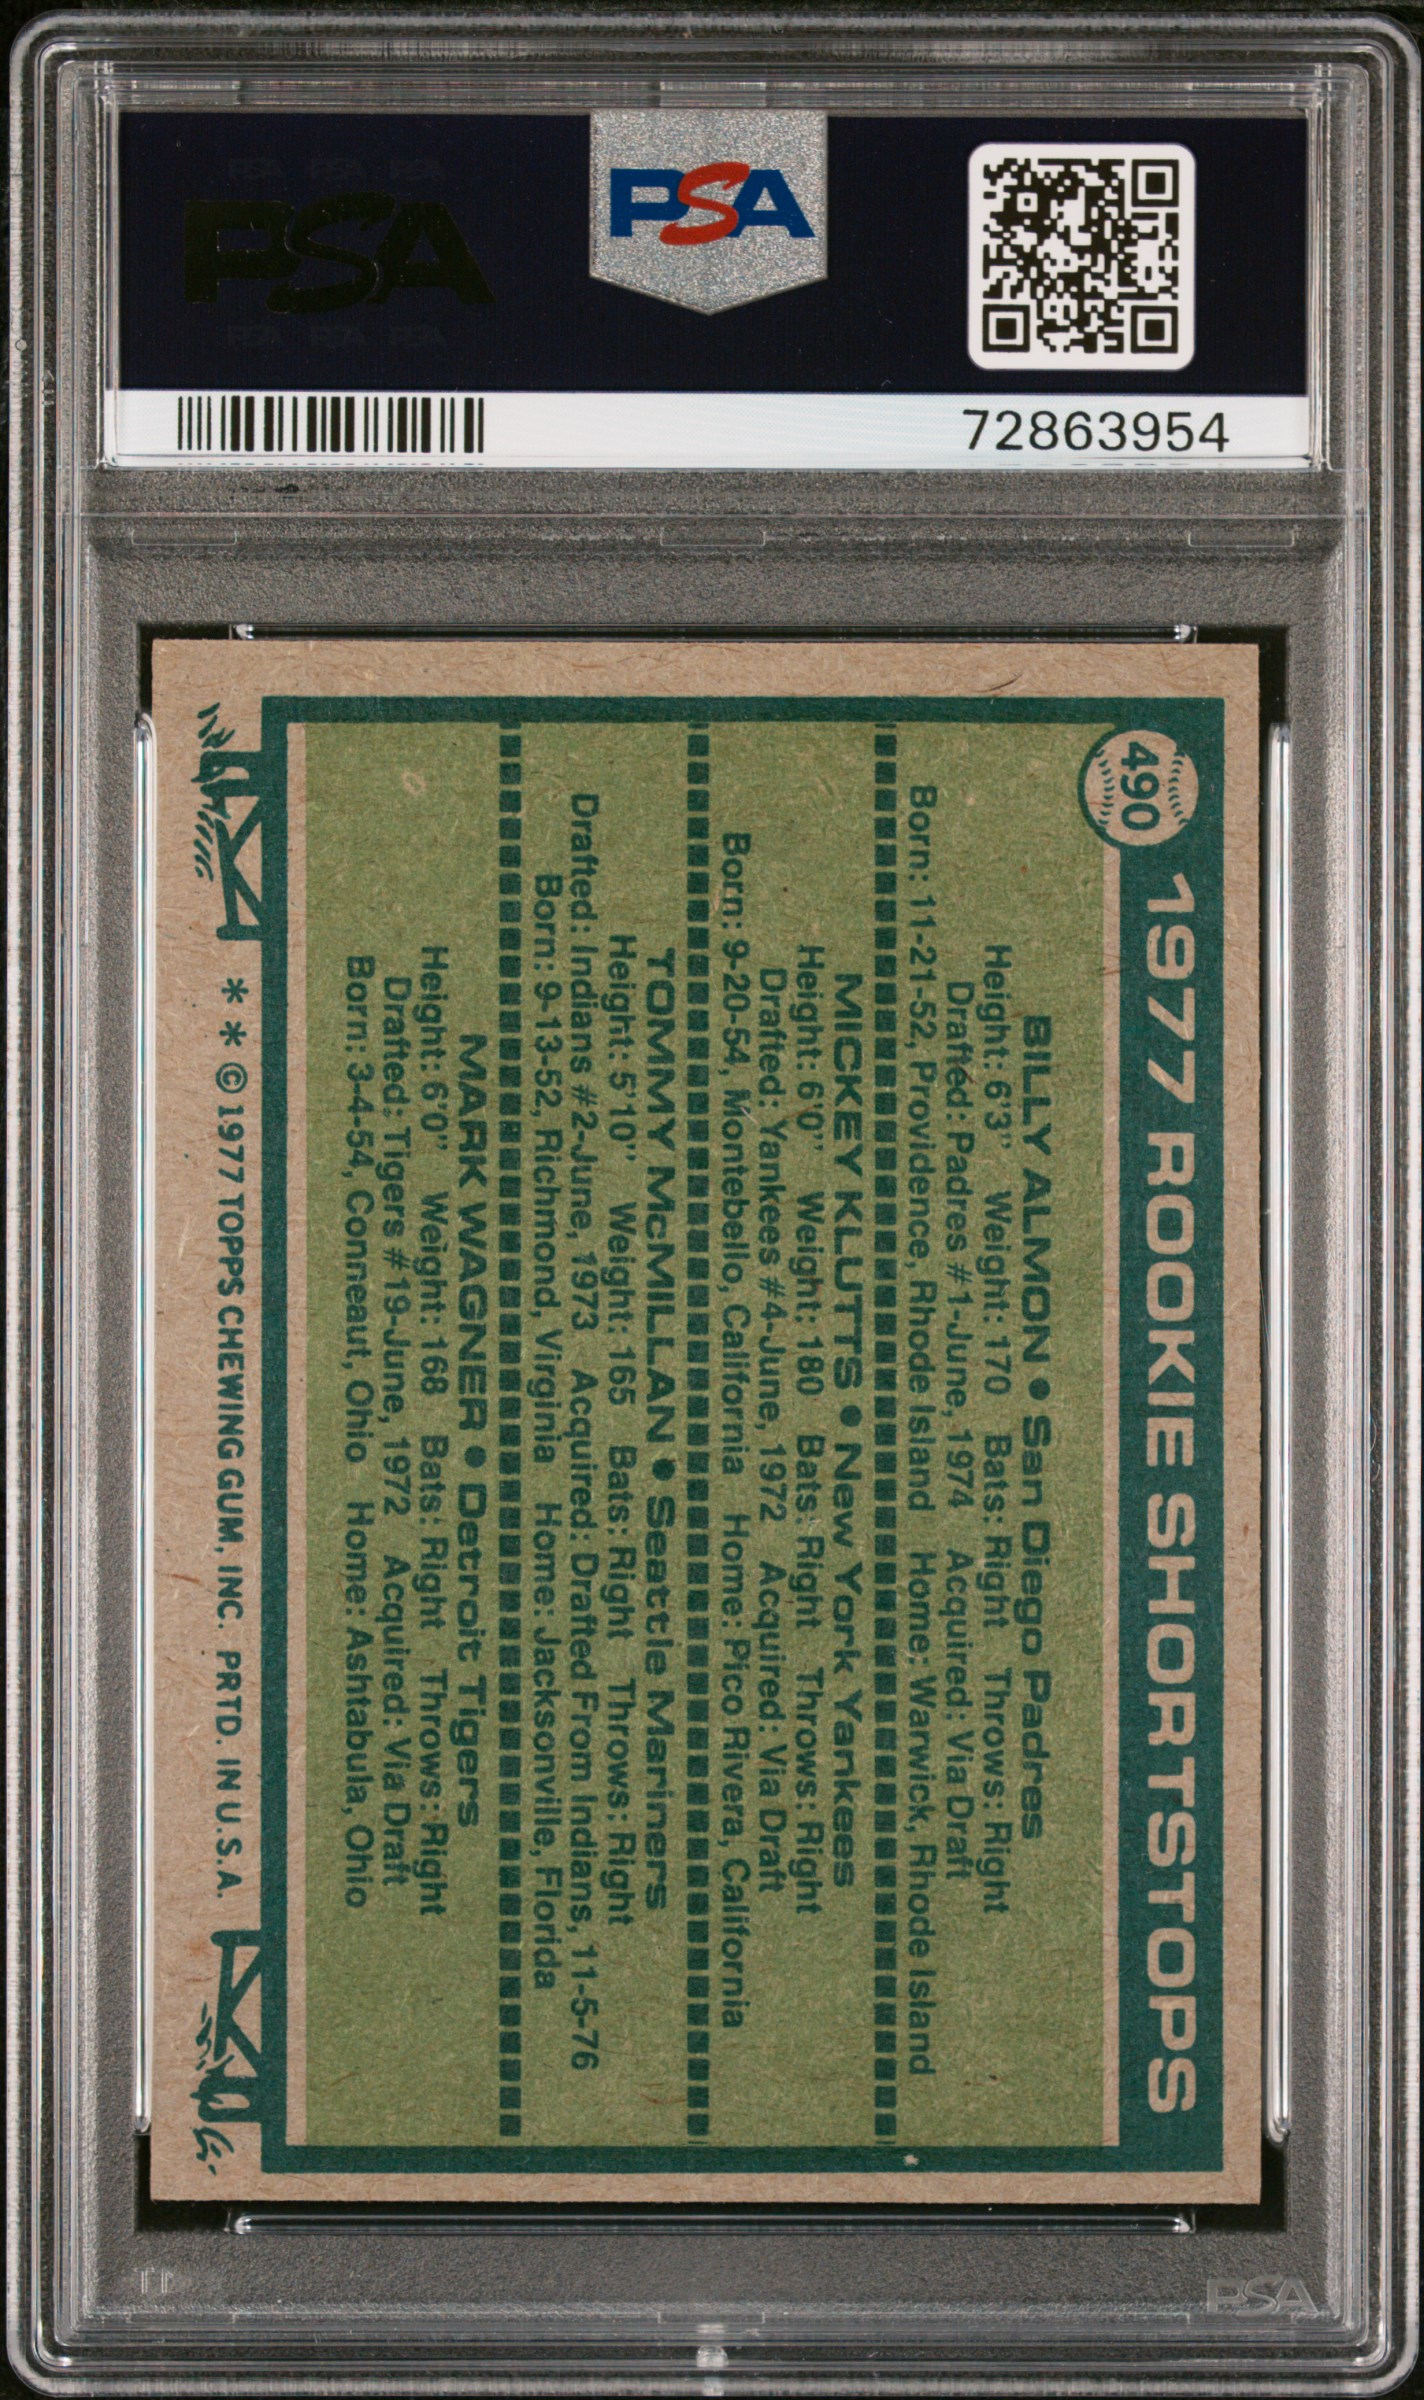 PSA PSA PSA
PSA
PSA PSA PSA
PSA
72863954
490
1977 ROOKIE SHORTSTOPS
BILLY ALMON • San Diego Padres
Height: 6'3" Weight: 170 Bats: Right Throws: Right
Drafted: Padres #1-June, 1974 Acquired: Via Draft
Born: 11-21-52, Providence, Rhode Island Home: Warwick, Rhode Island
MICKEY KLUTTS • New York Yankees
Height: 6'0" Weight: 180 Bats: Right Throws: Right
Drafted: Yankees #4-June, 1972 Acquired: Via Draft
Born: 9-20-54, Montebello, California Home: Pico Rivera, California
TOMMY McMILLAN • Seattle Mariners
Height: 5'10" Weight: 165 Bats: Right Throws: Right
Drafted: Indians #2-June, 1973 Acquired: Drafted From Indians, 11-5-76
Born: 9-13-52, Richmond, Virginia Home: Jacksonville, Florida
MARK WAGNER • Detroit Tigers
Height: 6'0" Weight: 168 Bats: Right Throws: Right
Drafted: Tigers #19-June, 1972 Acquired: Via Draft
Born: 3-4-54, Conneaut, Ohio Home: Ashtabula, Ohio
* * © 1977 TOPPS CHEWING GUM, INC. PRTD. IN U.S.A.
PSA